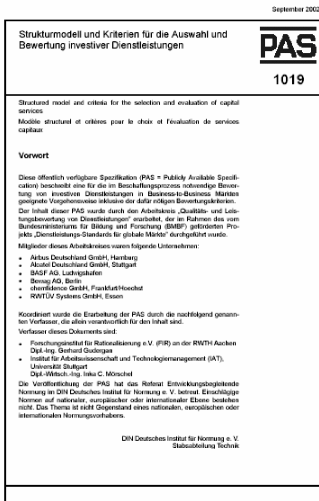 September 2002
Strukturmodell und Kriterien für die Auswahl und
Bewertung investiver Dienstleistungen
PAS
1019
Structured model and criteria for the selection and evaluation of capital
services
Modèle structurel et critères pour le choix et l'évaluation de services
capitaux
Vorwort
Diese öffentlich verfügbare Spezifikation (PAS = Publicly Available Specifi-
cation) beschreibt eine für die im Beschaffungsprozess notwendige Bewer-
tung von investiven Dienstleistungen in Business-to-Business Märkten
geeignete Vorgehensweise inklusive der dafür nötigen Bewertungskriterien.
Der Inhalt dieser PAS wurde durch den Arbeitskreis „Qualitäts- und Leis-
tungsbewertung von Dienstleistungen" erarbeitet, der im Rahmen des vom
Bundesministeriums für Bildung und Forschung (BMBF) geförderten Pro-
jekts „Dienstleistungs-Standards für globale Märkte" durchgeführt wurde.
Mitglieder dieses Arbeitskreises waren folgende Unternehmen:
• Airbus Deutschland GmbH, Hamburg
• Alcatel Deutschland GmbH, Stuttgart
• BASF AG, Ludwigshafen
• Bewag AG, Berlin
• chemfidence GmbH, Frankfurt/Hoechst
• RWTÜV Systems GmbH, Essen
Koordiniert wurde die Erarbeitung der PAS durch die nachfolgend genann-
ten Verfasser, die allein verantwortlich für den Inhalt sind.
Verfasser dieses Dokuments sind:
• Forschungsinstitut für Rationalisierung e.V. (FIR) an der RWTH Aachen
Dipl.-Ing. Gerhard Gudergan
• Institut für Arbeitswissenschaft und Technologiemanagement (IAT),
Universität Stuttgart
Dipl.-Wirtsch.-Ing. Inka C. Mörschel
Die Veröffentlichung der PAS hat das Referat Entwicklungsbegleitende
Normung im DIN Deutsches Institut für Normung e. V. betreut. Einschlägige
Normen auf nationaler, europäischer oder internationaler Ebene bestehen
nicht. Das Thema ist nicht Gegenstand eines nationalen, europäischen oder
internationalen Normungsvorhabens.
DIN Deutsches Institut für Normung e. V.
Stabsabteilung Technik